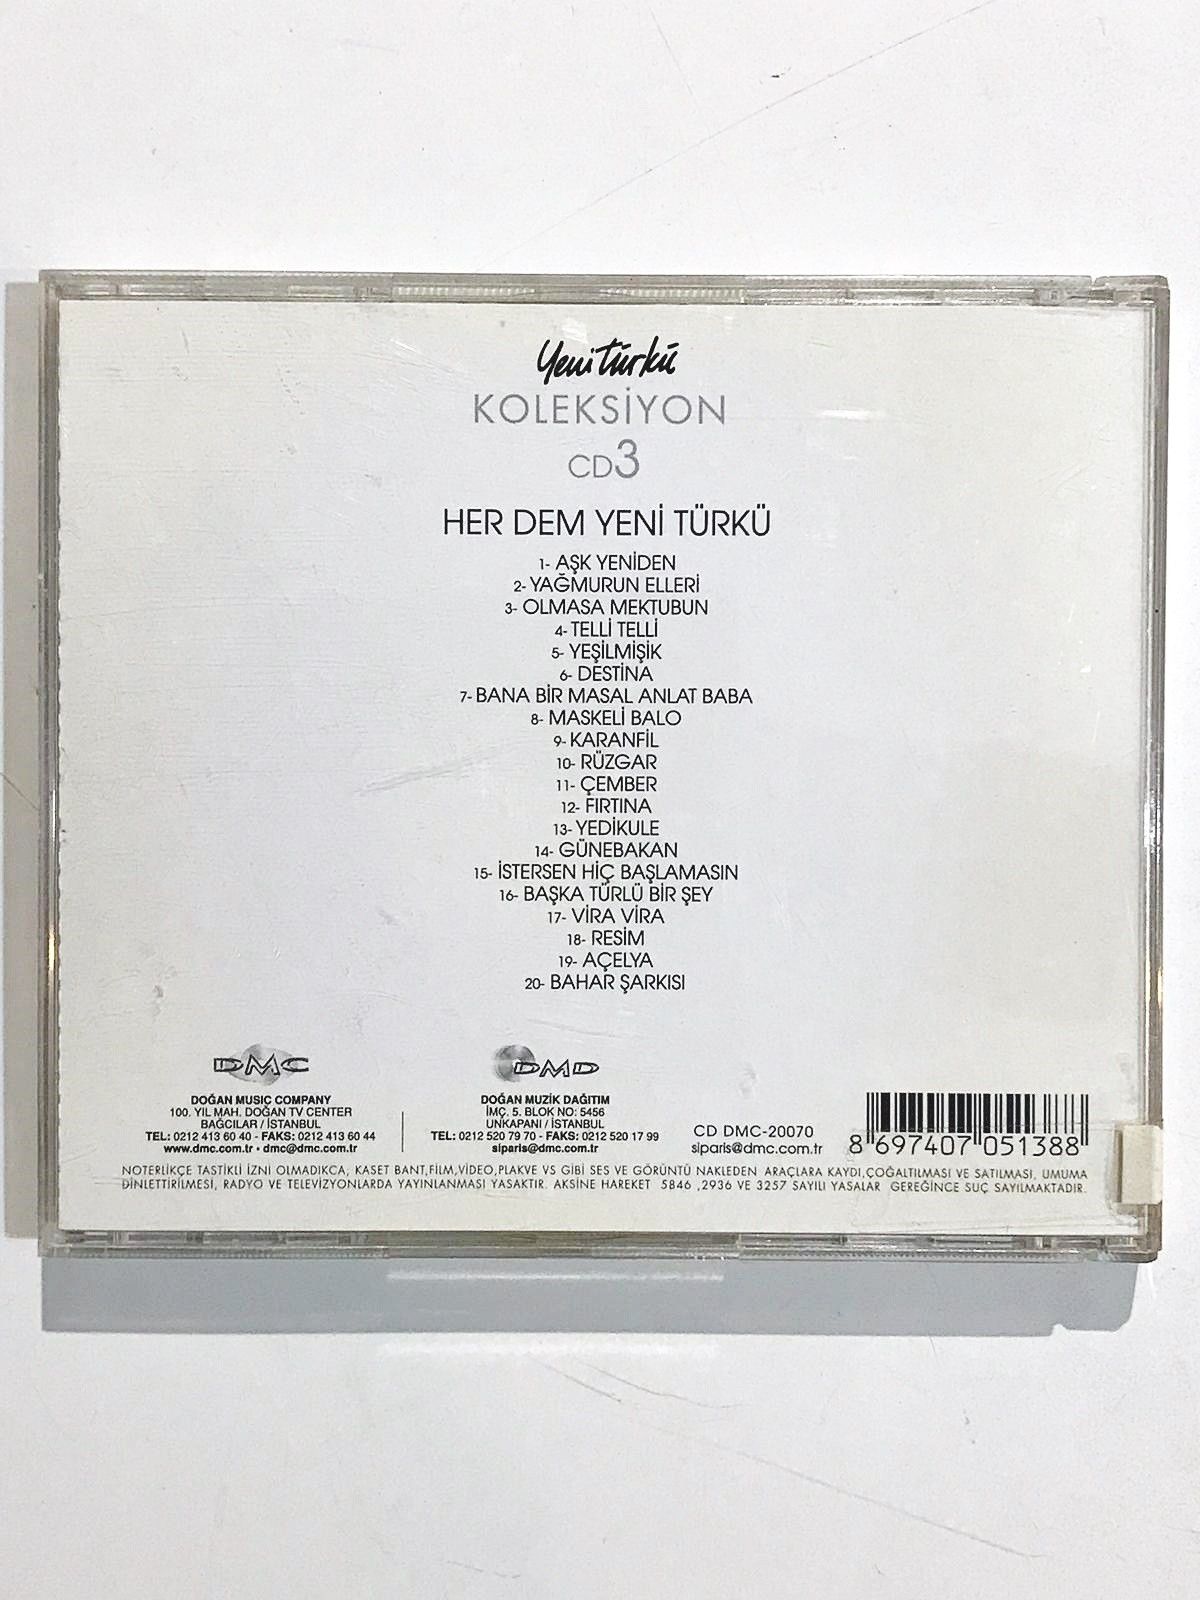 Yeni Türkü
KOLEKSİYON
CD3
HER DEM YENİ TÜRKÜ
1- AŞK YENİDEN
2- YAĞMURUN ELLERİ
3- OLMASA MEKTUBUN
4- TELLİ TELLİ
5- YEŞİLMİŞİK
6- DESTİNA
7- BANA BİR MASAL ANLAT BABA
8- MASKELİ BALO
9- KARANFİL
10- RÜZGAR
11- ÇEMBER
12- FIRTINA
13- YEDİKULE
14- GÜNEBAKAN
15- İSTERSEN HİÇ BAŞLAMASIN
16- BAŞKA TÜRLÜ BİR ŞEY
17- VİRA VİRA
18- RESİM
19- AÇELYA
20- BAHAR ŞARKISI
DMC
DOĞAN MUSIC COMPANY
100. YIL MAH. DOĞAN TV CENTER
BAĞCILAR / İSTANBUL
TEL: 0212 413 60 40 - FAKS: 0212 413 60 44
www.dmc.com.tr • dmc@dmc.com.tr
DMD
DOĞAN MUZİK DAĞITIM
İMÇ. 5. BLOK NO: 5456
UNKAPANI / İSTANBUL
TEL: 0212 520 79 70 - FAKS: 0212 520 17 99
siparis@dmc.com.tr
CD DMC-20070
siparis@dmc.com.tr
8 697407 051388
NOTERLİKÇE TASTİKLİ İZNİ OLMADIKCA, KASET BANT,FİLM,VİDEO,PLAKVE VS GİBİ SES VE GÖRÜNTÜ NAKLEDEN ARAÇLARA KAYDI,ÇOĞALTILMASI VE SATILMASI, UMUMA
DİNLETTİRİLMESİ, RADYO VE TELEVİZYONLARDA YAYINLANMASI YASAKTIR. AKSİNE HAREKET 5846 ,2936 VE 3257 SAYILI YASALAR GEREĞİNCE SUÇ SAYILMAKTADIR.